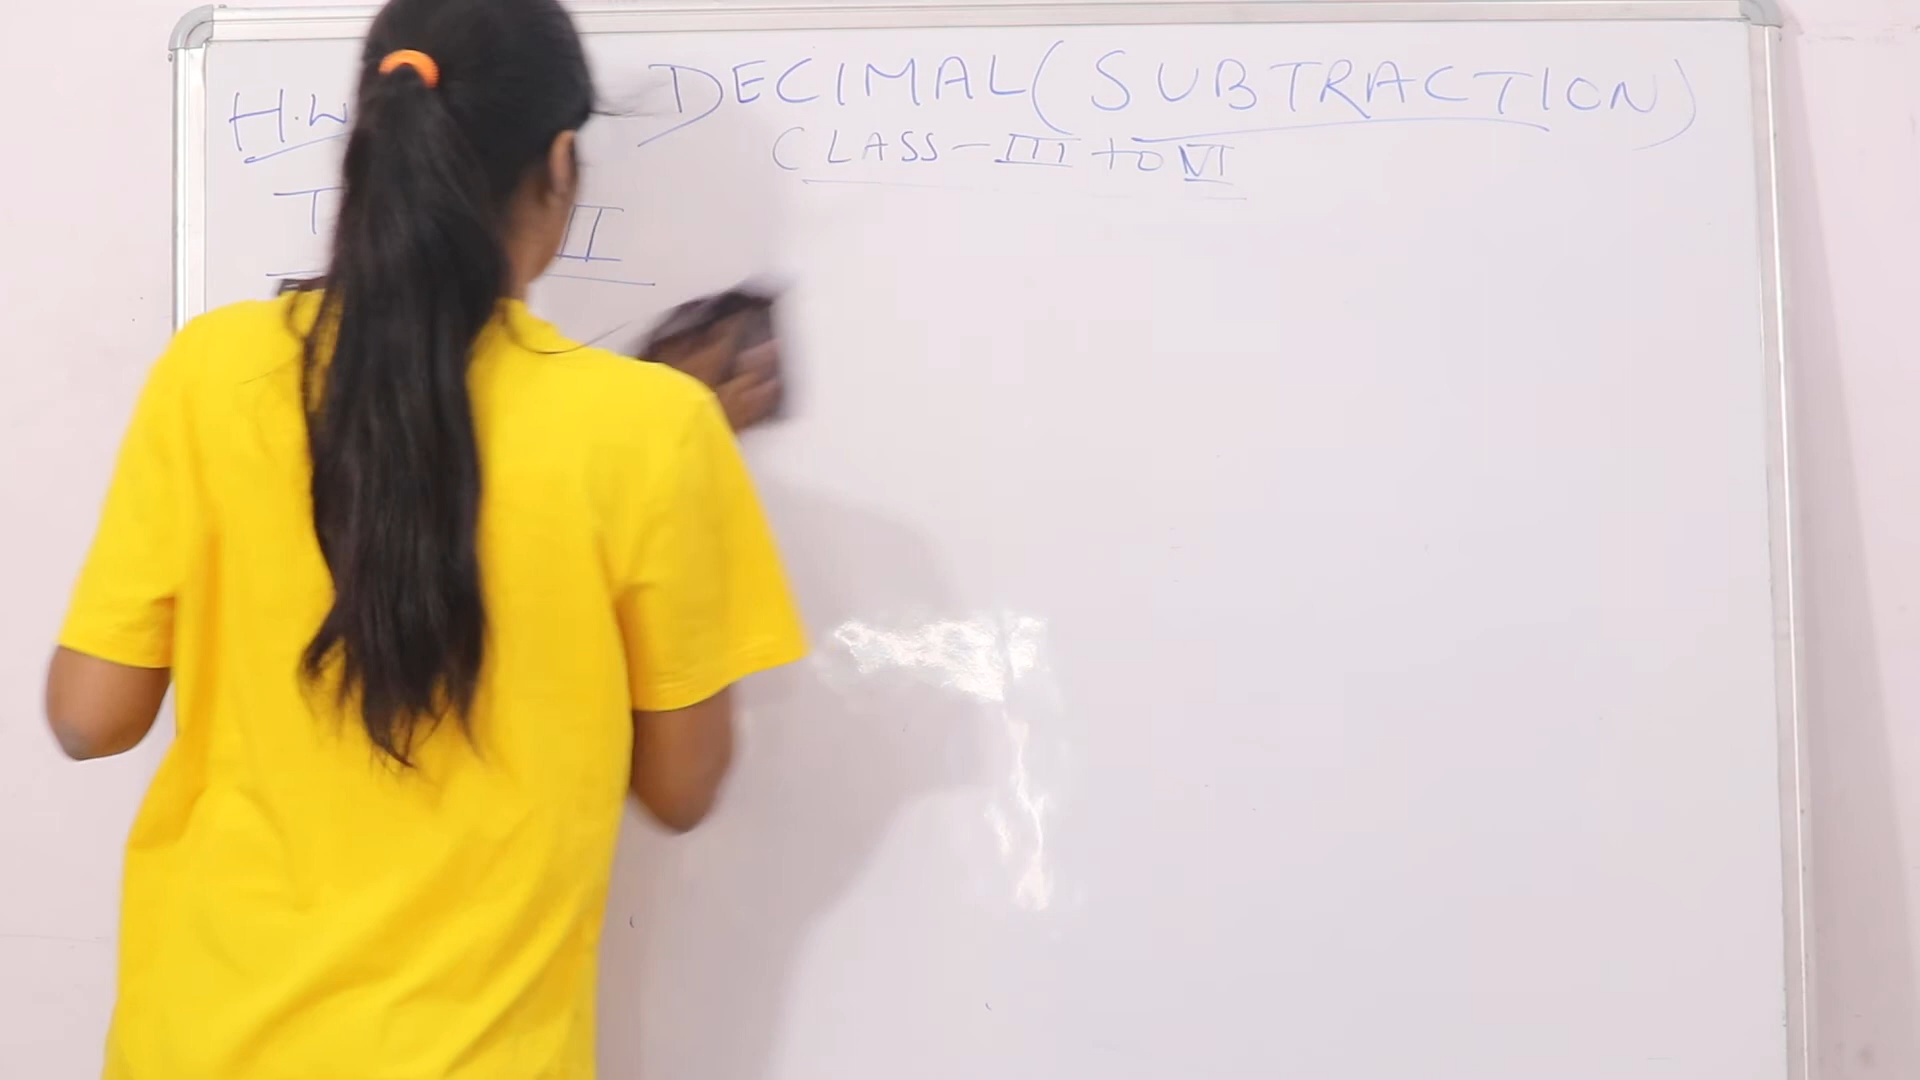 DECIMAL (SUBTRACTION)
H.W
CLASS - III to VI